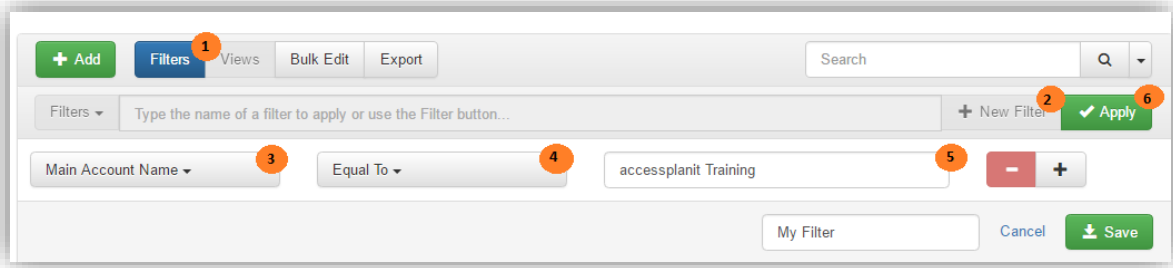 + Add Filters 1 Views Bulk Edit Export Search
Filters Type the name of a filter to apply or use the Filter button... + New Filter 2 Apply 6
Main Account Name 3 Equal To 4 accessplanit Training 5 - +
My Filter Cancel Save